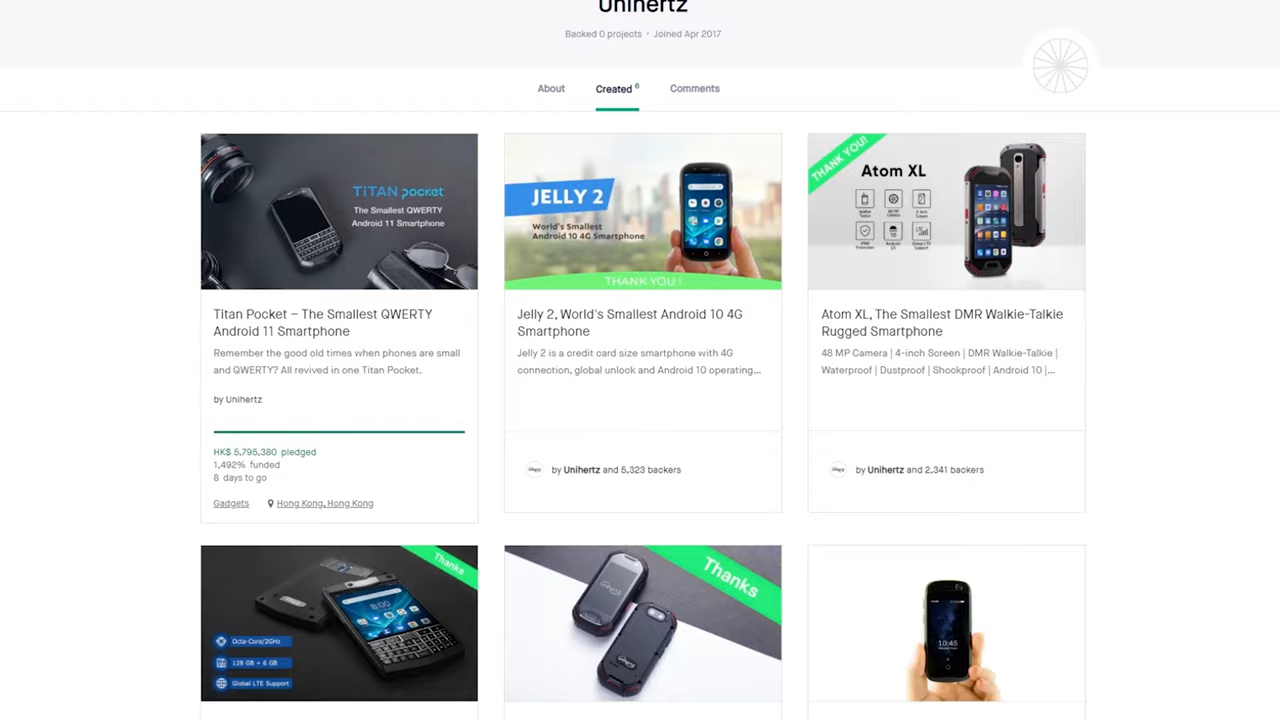 Unihertz
Backed 0 projects · Joined Apr 2017
About
Created 6
Comments
TITAN pocket
The Smallest QWERTY
Android 11 Smartphone
JELLY 2
World's Smallest
Android 10 4G Smartphone
THANK YOU !
THANK YOU!
Atom XL
Titan Pocket – The Smallest QWERTY
Android 11 Smartphone
Remember the good old times when phones are small
and QWERTY? All revived in one Titan Pocket.
by Unihertz
HK$ 5,795,380 pledged
1,492% funded
8 days to go
Gadgets
Hong Kong, Hong Kong
Jelly 2, World's Smallest Android 10 4G
Smartphone
Jelly 2 is a credit card size smartphone with 4G
connection, global unlock and Android 10 operating...
by Unihertz and 5,323 backers
Atom XL, The Smallest DMR Walkie-Talkie
Rugged Smartphone
48 MP Camera | 4-inch Screen | DMR Walkie-Talkie |
Waterproof | Dustproof | Shockproof | Android 10 |...
by Unihertz and 2,341 backers
Thanks
8:00
Octa-Core/2GHz
128 GB + 6 GB
Global LTE Support
Thanks
10:45